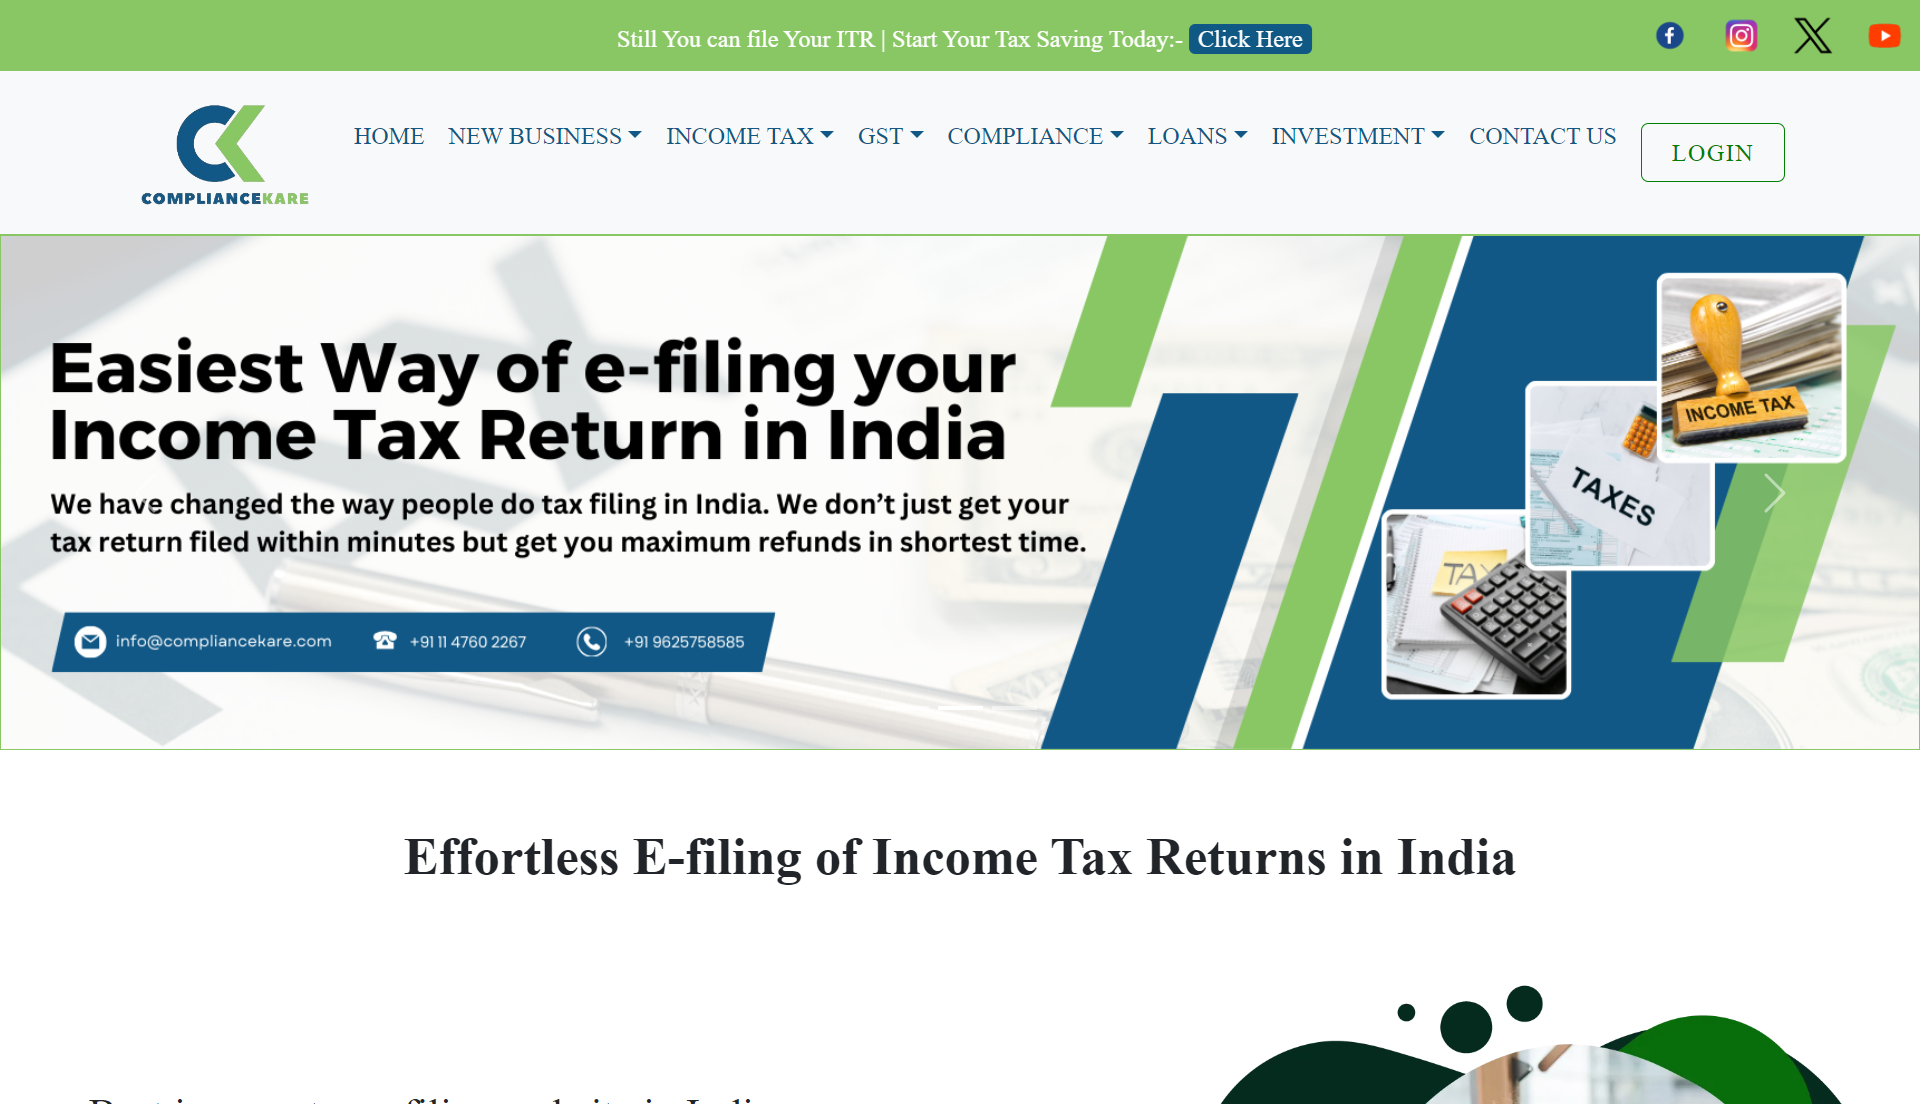 Still You can file Your ITR | Start Your Tax Saving Today:- Click Here
COMPLIANCEKARE
HOME NEW BUSINESS INCOME TAX GST COMPLIANCE LOANS INVESTMENT CONTACT US LOGIN
Easiest Way of e-filing your
Income Tax Return in India
We have changed the way people do tax filing in India. We don’t just get your
tax return filed within minutes but get you maximum refunds in shortest time.
info@compliancekare.com +91 11 4760 2267 +91 9625758585
INCOME TAX
TAXES
TAX
Effortless E-filing of Income Tax Returns in India